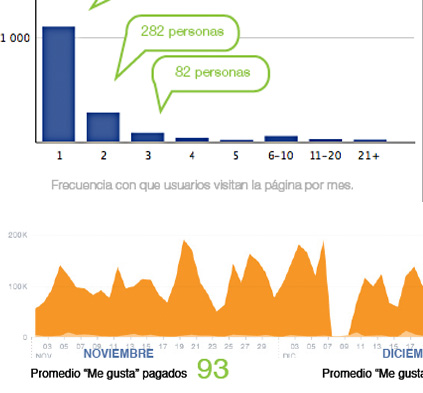 282 personas
1 000
82 personas
1 2 3 4 5 6-10 11-20 21+
Frecuencia con que usuarios visitan la página por mes.
200K
100K
0
03 05 07 09 11 13 15 17 19 21 23 25 27 29 03 05 07 09 11 13 15 17
NOV DIC
NOVIEMBRE DICIEM
Promedio "Me gusta" pagados 93 Promedio "Me gusta